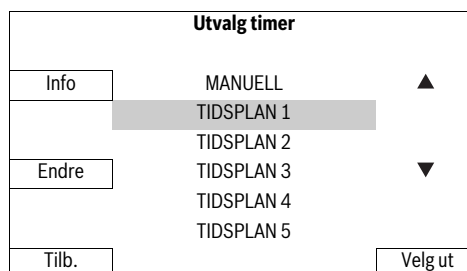 Utvalg timer
Info MANUELL ▲
TIDSPLAN 1
TIDSPLAN 2
Endre TIDSPLAN 3 ▼
TIDSPLAN 4
TIDSPLAN 5
Tilb. Velg ut